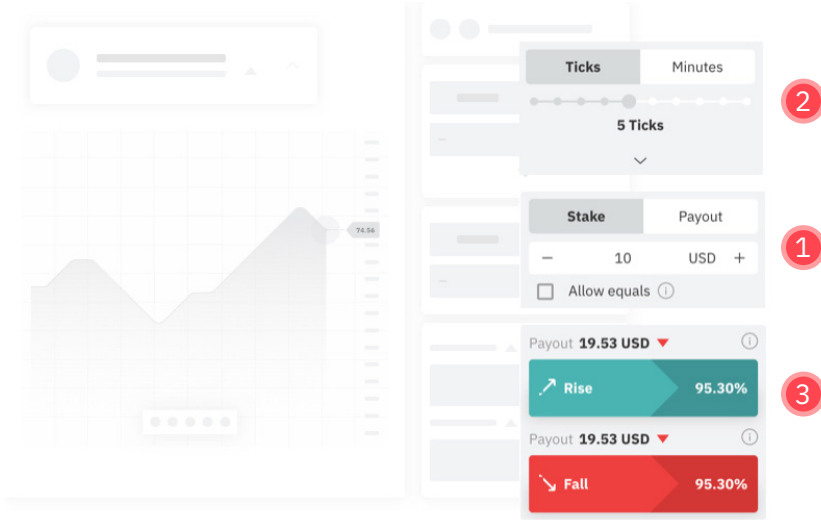 Ticks Minutes
2
5 Ticks
74.56
Stake Payout
1
− 10 USD +
Allow equals i
Payout 19.53 USD i
Rise 95.30%
3
Payout 19.53 USD i
Fall 95.30%